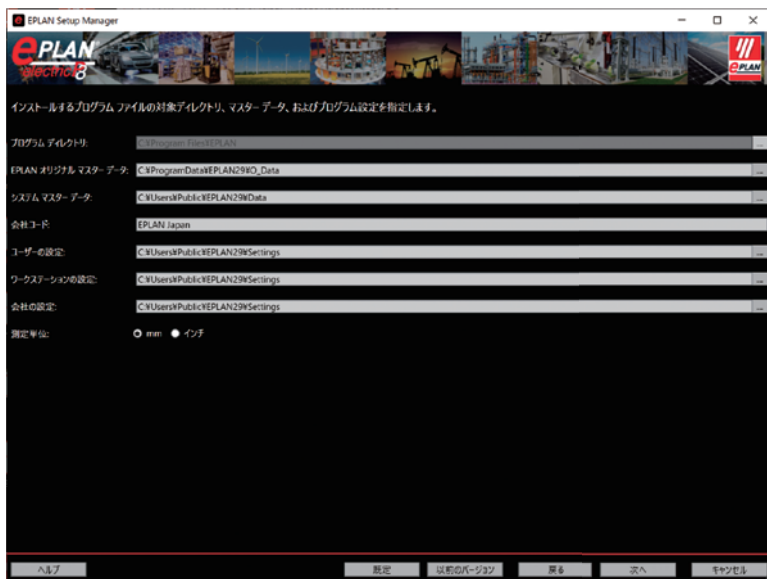 EPLAN Setup Manager
ePLAN
electric P8
EPLAN
インストールするプログラム ファイルの対象ディレクトリ、マスター データ、およびプログラム設定を指定します。
プログラム ディレクトリ: C:¥Program Files¥EPLAN ...
EPLAN オリジナル マスター データ: C:¥ProgramData¥EPLAN29¥O_Data ...
システム マスター データ: C:¥Users¥Public¥EPLAN29¥Data ...
会社コード: EPLAN Japan
ユーザーの設定: C:¥Users¥Public¥EPLAN29¥Settings ...
ワークステーションの設定: C:¥Users¥Public¥EPLAN29¥Settings ...
会社の設定: C:¥Users¥Public¥EPLAN29¥Settings ...
測定単位: mm インチ
ヘルプ 既定 以前のバージョン 戻る 次へ キャンセル